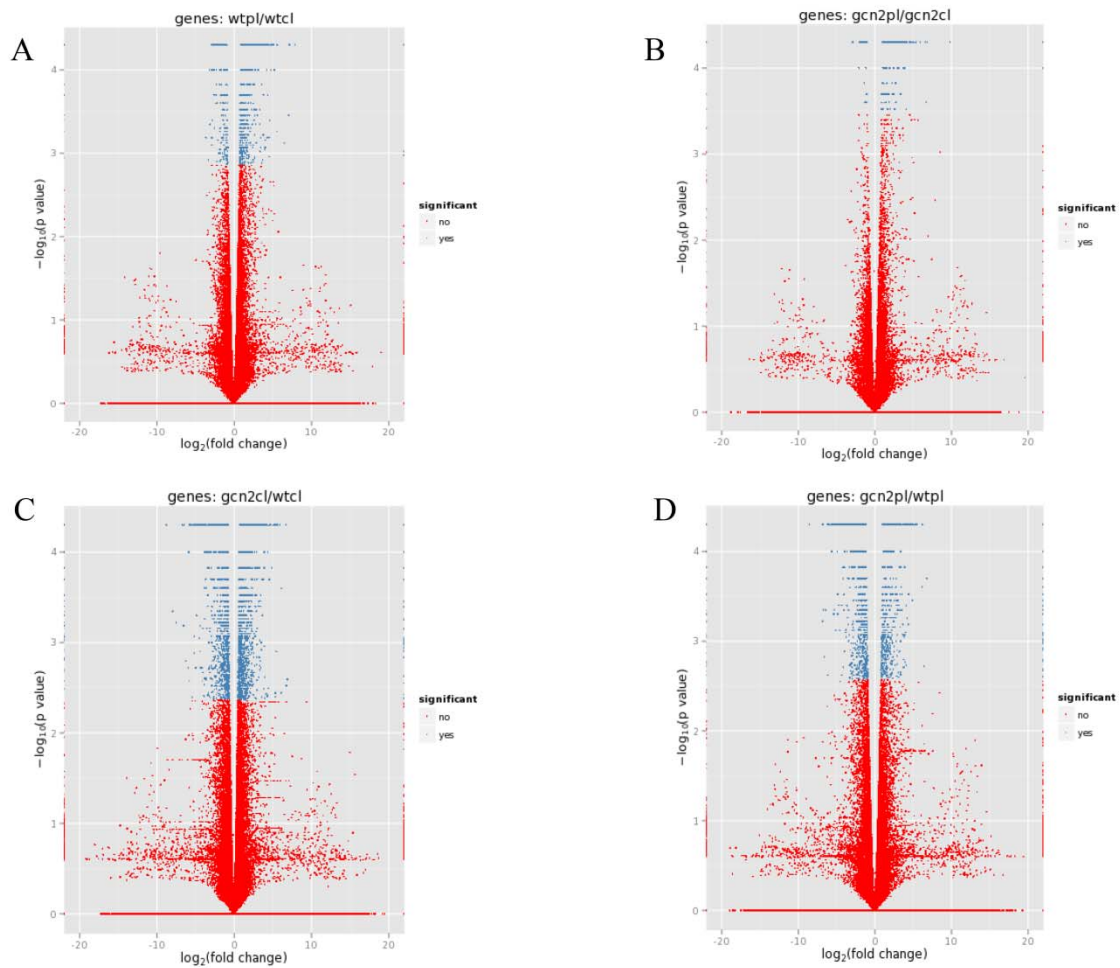 A
genes: wtpl/wtcl
4
3
2
1
0
-20
-10
0
10
20
−log10(p value)
log2(fold change)
significant
no
yes
B
genes: gcn2pl/gcn2cl
4
3
2
1
0
-20
-10
0
10
20
−log10(p value)
log2(fold change)
significant
no
yes
C
genes: gcn2cl/wtcl
4
3
2
1
0
-20
-10
0
10
20
−log10(p value)
log2(fold change)
significant
no
yes
D
genes: gcn2pl/wtpl
4
3
2
1
0
-20
-10
0
10
20
−log10(p value)
log2(fold change)
significant
no
yes